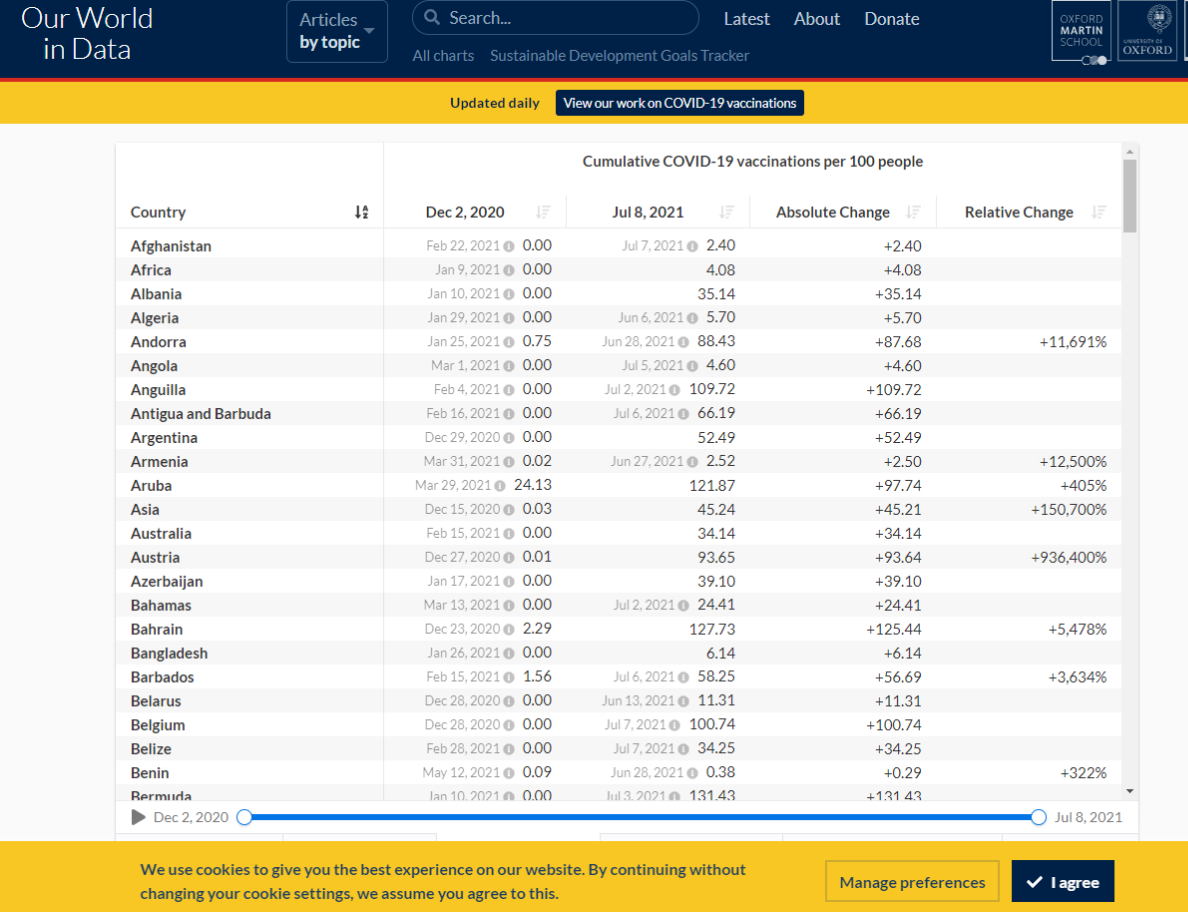 Our World
in Data
Articles
by topic
Search...
Latest About Donate
All charts Sustainable Development Goals Tracker
OXFORD
MARTIN
SCHOOL
UNIVERSITY OF
OXFORD
Updated daily View our work on COVID-19 vaccinations
Cumulative COVID-19 vaccinations per 100 people
Country Dec 2, 2020 Jul 8, 2021 Absolute Change Relative Change
Afghanistan Feb 22, 2021 0.00 Jul 7, 2021 2.40 +2.40
Africa Jan 9, 2021 0.00 4.08 +4.08
Albania Jan 10, 2021 0.00 35.14 +35.14
Algeria Jan 29, 2021 0.00 Jun 6, 2021 5.70 +5.70
Andorra Jan 25, 2021 0.75 Jun 28, 2021 88.43 +87.68 +11,691%
Angola Mar 1, 2021 0.00 Jul 5, 2021 4.60 +4.60
Anguilla Feb 4, 2021 0.00 Jul 2, 2021 109.72 +109.72
Antigua and Barbuda Feb 16, 2021 0.00 Jul 6, 2021 66.19 +66.19
Argentina Dec 29, 2020 0.00 52.49 +52.49
Armenia Mar 31, 2021 0.02 Jun 27, 2021 2.52 +2.50 +12,500%
Aruba Mar 29, 2021 24.13 121.87 +97.74 +405%
Asia Dec 15, 2020 0.03 45.24 +45.21 +150,700%
Australia Feb 15, 2021 0.00 34.14 +34.14
Austria Dec 27, 2020 0.01 93.65 +93.64 +936,400%
Azerbaijan Jan 17, 2021 0.00 39.10 +39.10
Bahamas Mar 13, 2021 0.00 Jul 2, 2021 24.41 +24.41
Bahrain Dec 23, 2020 2.29 127.73 +125.44 +5,478%
Bangladesh Jan 26, 2021 0.00 6.14 +6.14
Barbados Feb 15, 2021 1.56 Jul 6, 2021 58.25 +56.69 +3,634%
Belarus Dec 28, 2020 0.00 Jun 13, 2021 11.31 +11.31
Belgium Dec 28, 2020 0.00 Jul 7, 2021 100.74 +100.74
Belize Feb 28, 2021 0.00 Jul 7, 2021 34.25 +34.25
Benin May 12, 2021 0.09 Jun 28, 2021 0.38 +0.29 +322%
Bermuda Jan 10, 2021 0.00 Jul 3, 2021 131.43 +131.43
Dec 2, 2020 Jul 8, 2021
We use cookies to give you the best experience on our website. By continuing without
changing your cookie settings, we assume you agree to this.
Manage preferences
I agree